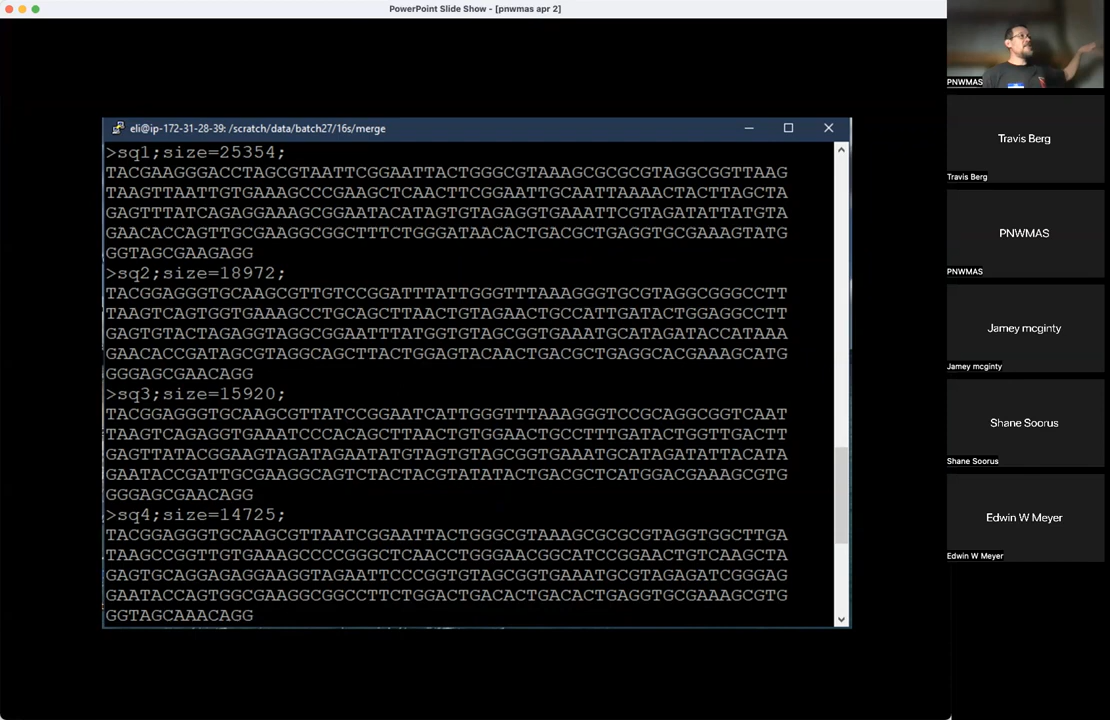 PowerPoint Slide Show - [pnwmas apr 2]
eli@ip-172-31-28-39: /scratch/data/batch27/16s/merge
>sq1;size=25354;
TACGAAGGGACCTAGCGTAATTCGGAATTACTGGGCGTAAAGCGCGCGTAGGCGGTTAAG
TAAGTTAATTGTGAAAGCCCGAAGCTCAACTTCGGAATTGCAATTAAAACTACTTAGCTA
GAGTTTATCAGAGGAAAGCGGAATACATAGTGTAGAGGTGAAATTCGTAGATATTATGTA
GAACACCAGTTGCGAAGGCGGCTTTCTGGGATAACACTGACGCTGAGGTGCGAAAGTATG
GGTAGCGAAGAGG
>sq2;size=18972;
TACGGAGGGTGCAAGCGTTGTCCGGATTTATTGGGTTTAAAGGGTGCGTAGGCGGGCCTT
TAAGTCAGTGGTGAAAGCCTGCAGCTTAACTGTAGAACTGCCATTGATACTGGAGGCCTT
GAGTGTACTAGAGGTAGGCGGAATTTATGGTGTAGCGGTGAAATGCATAGATACCATAAA
GAACACCGATAGCGTAGGCAGCTTACTGGAGTACAACTGACGCTGAGGCACGAAAGCATG
GGGAGCGAACAGG
>sq3;size=15920;
TACGGAGGGTGCAAGCGTTATCCGGAATCATTGGGTTTAAAGGGTCCGCAGGCGGTCAAT
TAAGTCAGAGGTGAAATCCCACAGCTTAACTGTGGAACTGCCTTTGATACTGGTTGACTT
GAGTTATACGGAAGTAGATAGAATATGTAGTGTAGCGGTGAAATGCATAGATATTACATA
GAATACCGATTGCGAAGGCAGTCTACTACGTATATACTGACGCTCATGGACGAAAGCGTG
GGGAGCGAACAGG
>sq4;size=14725;
TACGGAGGGTGCAAGCGTTAATCGGAATTACTGGGCGTAAAGCGCGCGTAGGTGGCTTGA
TAAGCCGGTTGTGAAAGCCCCGGGCTCAACCTGGGAACGGCATCCGGAACTGTCAAGCTA
GAGTGCAGGAGAGGAAGGTAGAATTCCCGGTGTAGCGGTGAAATGCGTAGAGATCGGGAG
GAATACCAGTGGCGAAGGCGGCCTTCTGGACTGACACTGACACTGAGGTGCGAAAGCGTG
GGTAGCAAACAGG
PNWMAS
Travis Berg
Travis Berg
PNWMAS
PNWMAS
Jamey mcginty
Jamey mcginty
Shane Soorus
Shane Soorus
Edwin W Meyer
Edwin W Meyer